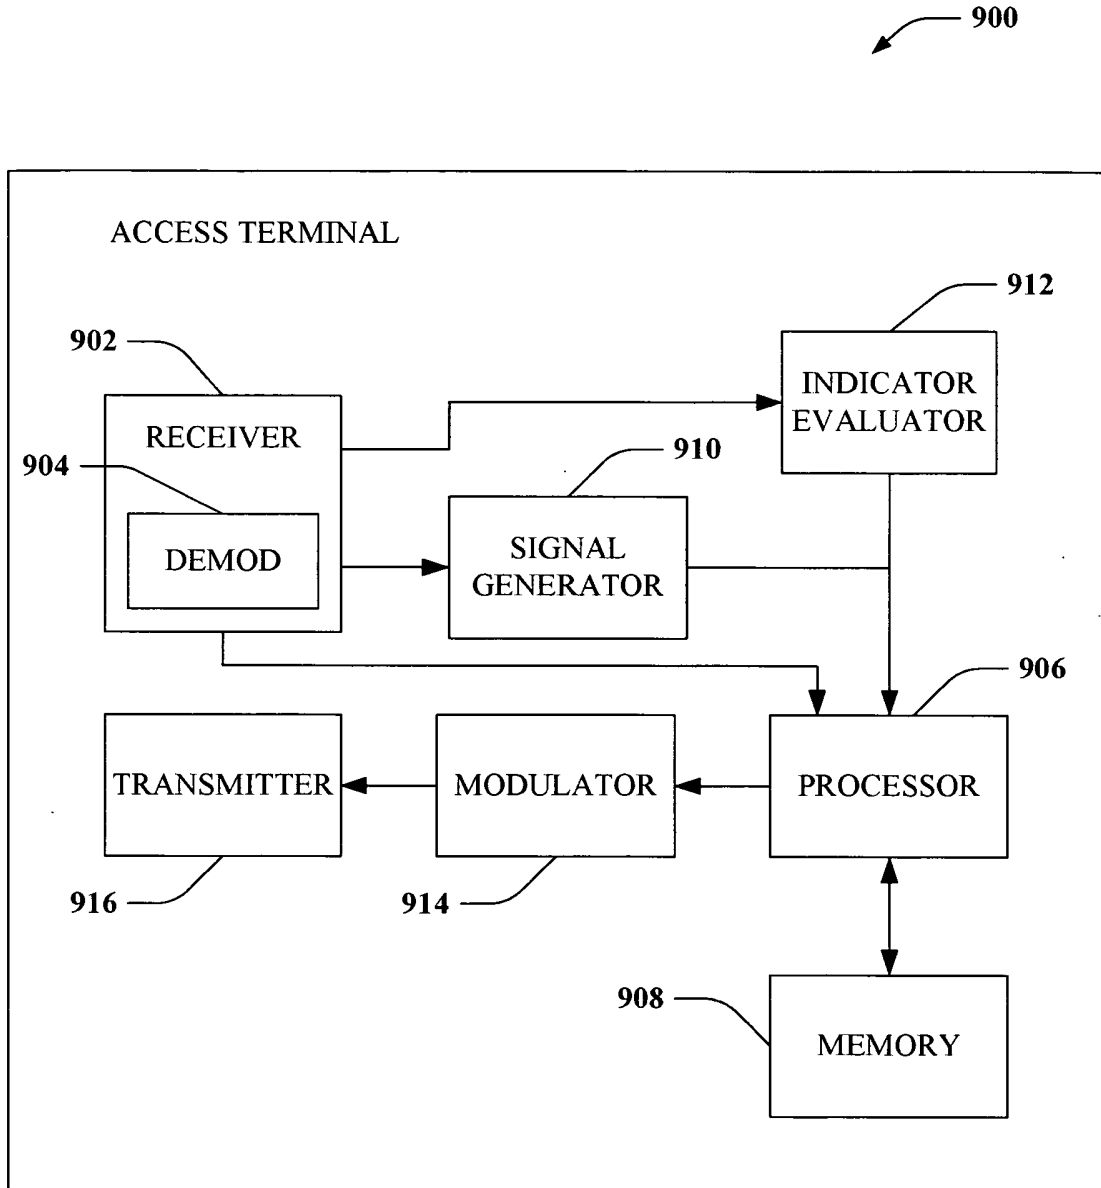 900
ACCESS TERMINAL
912
902
INDICATOR
EVALUATOR
RECEIVER
910
904
SIGNAL
GENERATOR
DEMOD
906
TRANSMITTER
MODULATOR
PROCESSOR
916
914
908
MEMORY